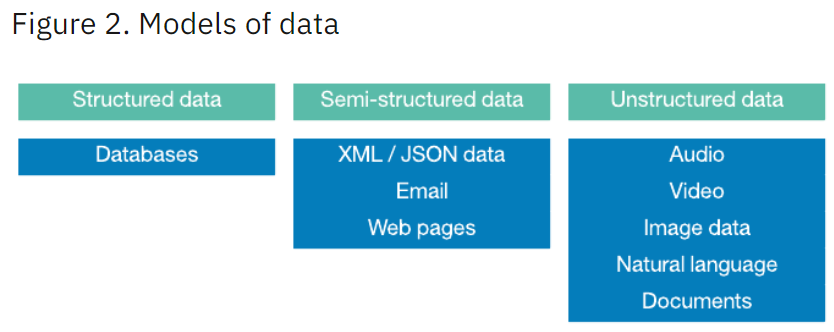 Figure 2. Models of data
Structured data
Databases
Semi-structured data
XML / JSON data
Email
Web pages
Unstructured data
Audio
Video
Image data
Natural language
Documents